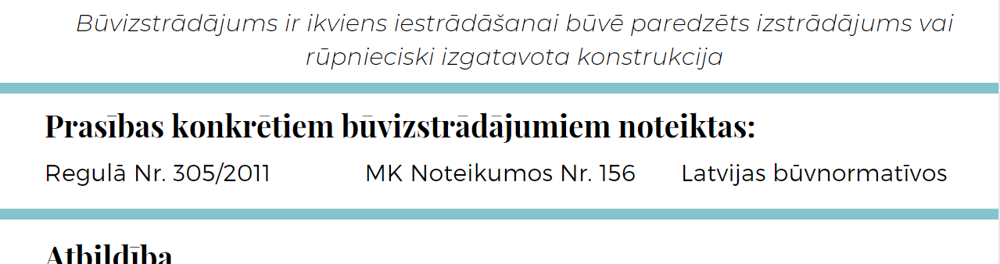 Būvizstrādājums ir ikviens iestrādāšanai būvē paredzēts izstrādājums vai
rūpnieciski izgatavota konstrukcija
Prasības konkrētiem būvizstrādājumiem noteiktas:
Regulā Nr. 305/2011 MK Noteikumos Nr. 156 Latvijas būvnormatīvos
Atbildība